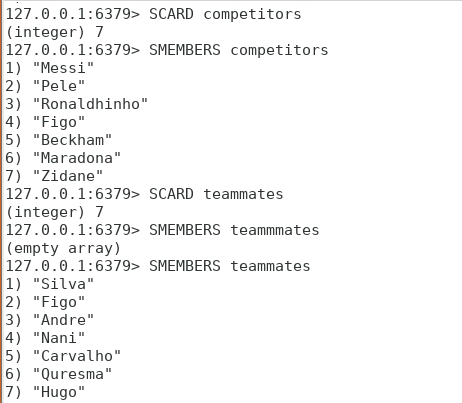 127.0.0.1:6379> SCARD competitors
(integer) 7
127.0.0.1:6379> SMEMBERS competitors
1) "Messi"
2) "Pele"
3) "Ronaldhinho"
4) "Figo"
5) "Beckham"
6) "Maradona"
7) "Zidane"
127.0.0.1:6379> SCARD teammates
(integer) 7
127.0.0.1:6379> SMEMBERS teammmates
(empty array)
127.0.0.1:6379> SMEMBERS teammates
1) "Silva"
2) "Figo"
3) "Andre"
4) "Nani"
5) "Carvalho"
6) "Quresma"
7) "Hugo"